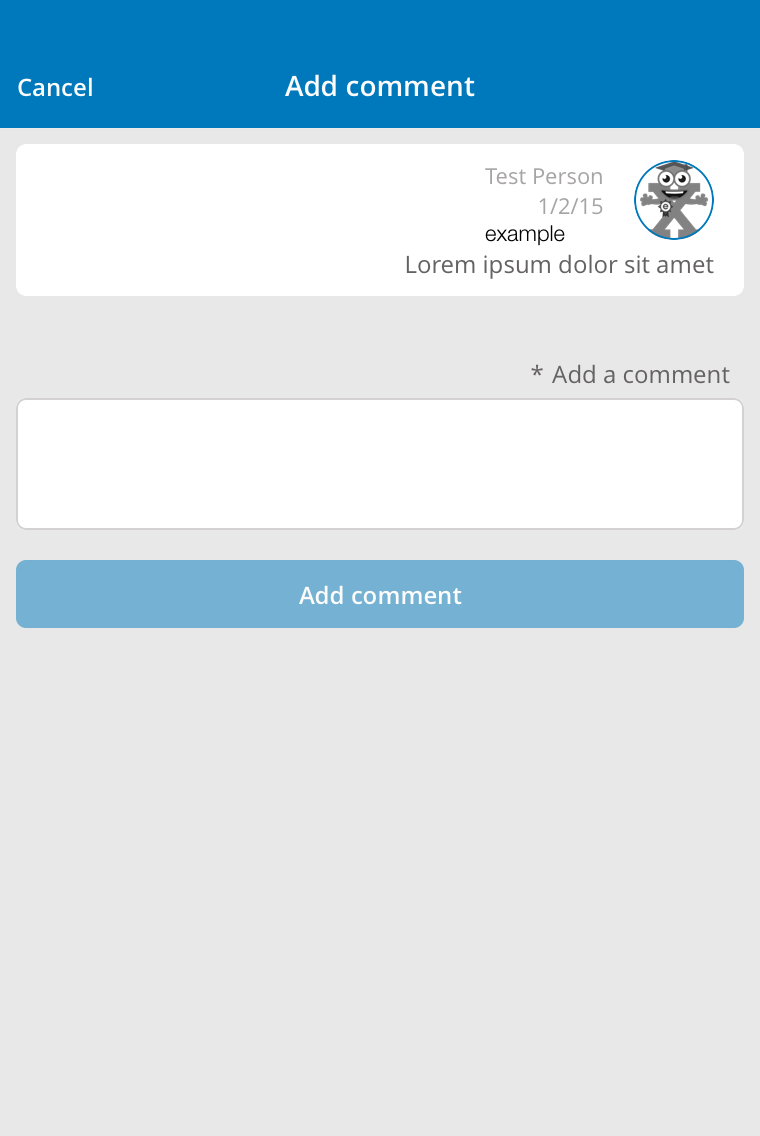 Cancel
Add comment
Test Person
1/2/15
example
Lorem ipsum dolor sit amet
* Add a comment
Add comment